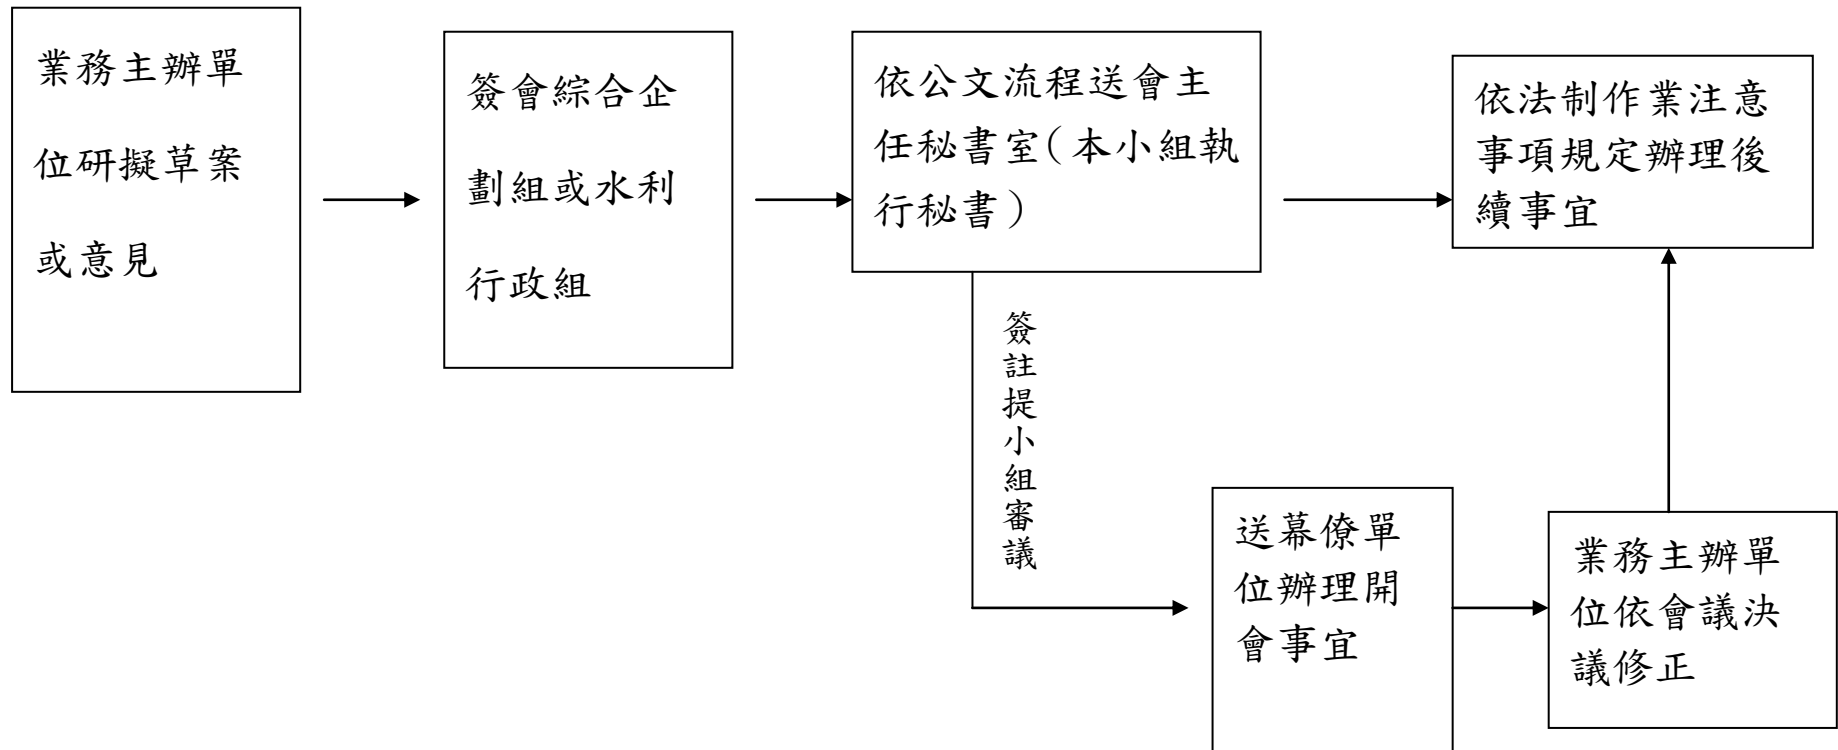 業務主辦單
位研擬草案
或意見
簽會綜合企
劃組或水利
行政組
依公文流程送會主
任秘書室(本小組執
行秘書)
依法制作業注意
事項規定辦理後
續事宜
簽註提小組審議
送幕僚單
位辦理開
會事宜
業務主辦單
位依會議決
議修正